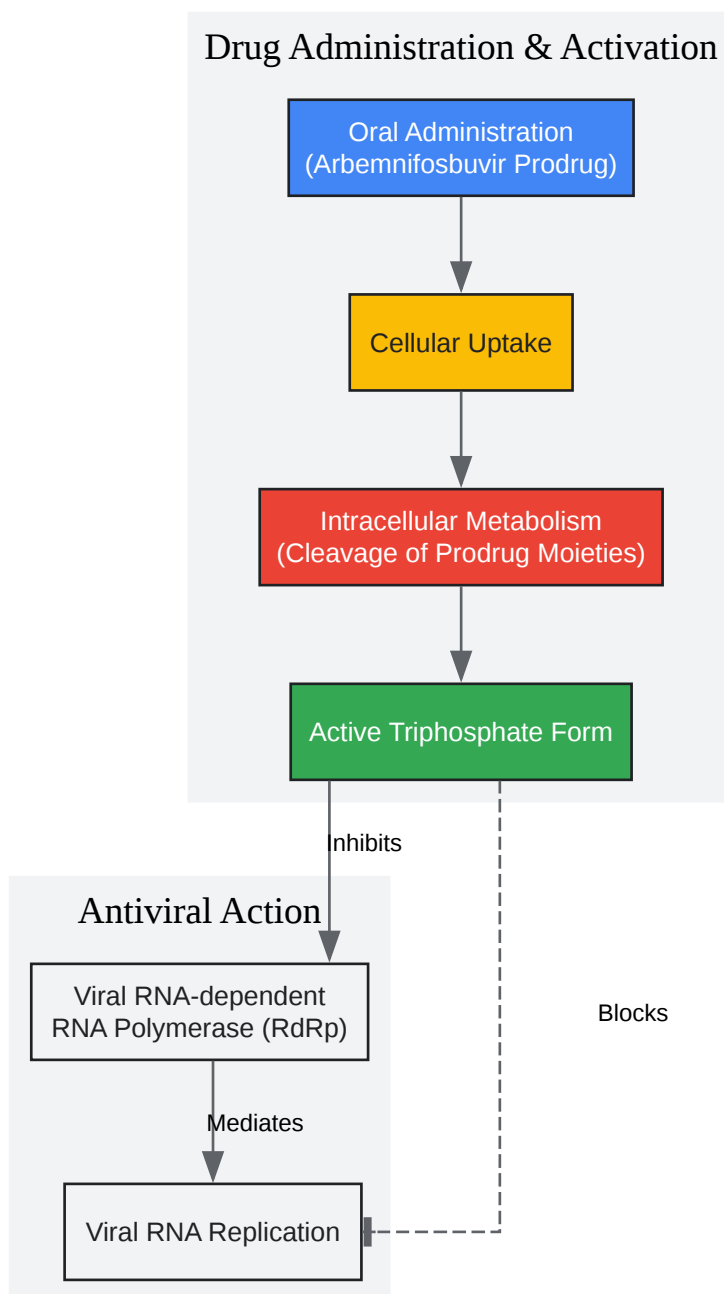 Drug Administration & Activation
Oral Administration
(Arbemnifosbuvir Prodrug)
Cellular Uptake
Intracellular Metabolism
(Cleavage of Prodrug Moieties)
Active Triphosphate Form
Inhibits
Antiviral Action
Viral RNA-dependent
RNA Polymerase (RdRp)
Blocks
Mediates
Viral RNA Replication